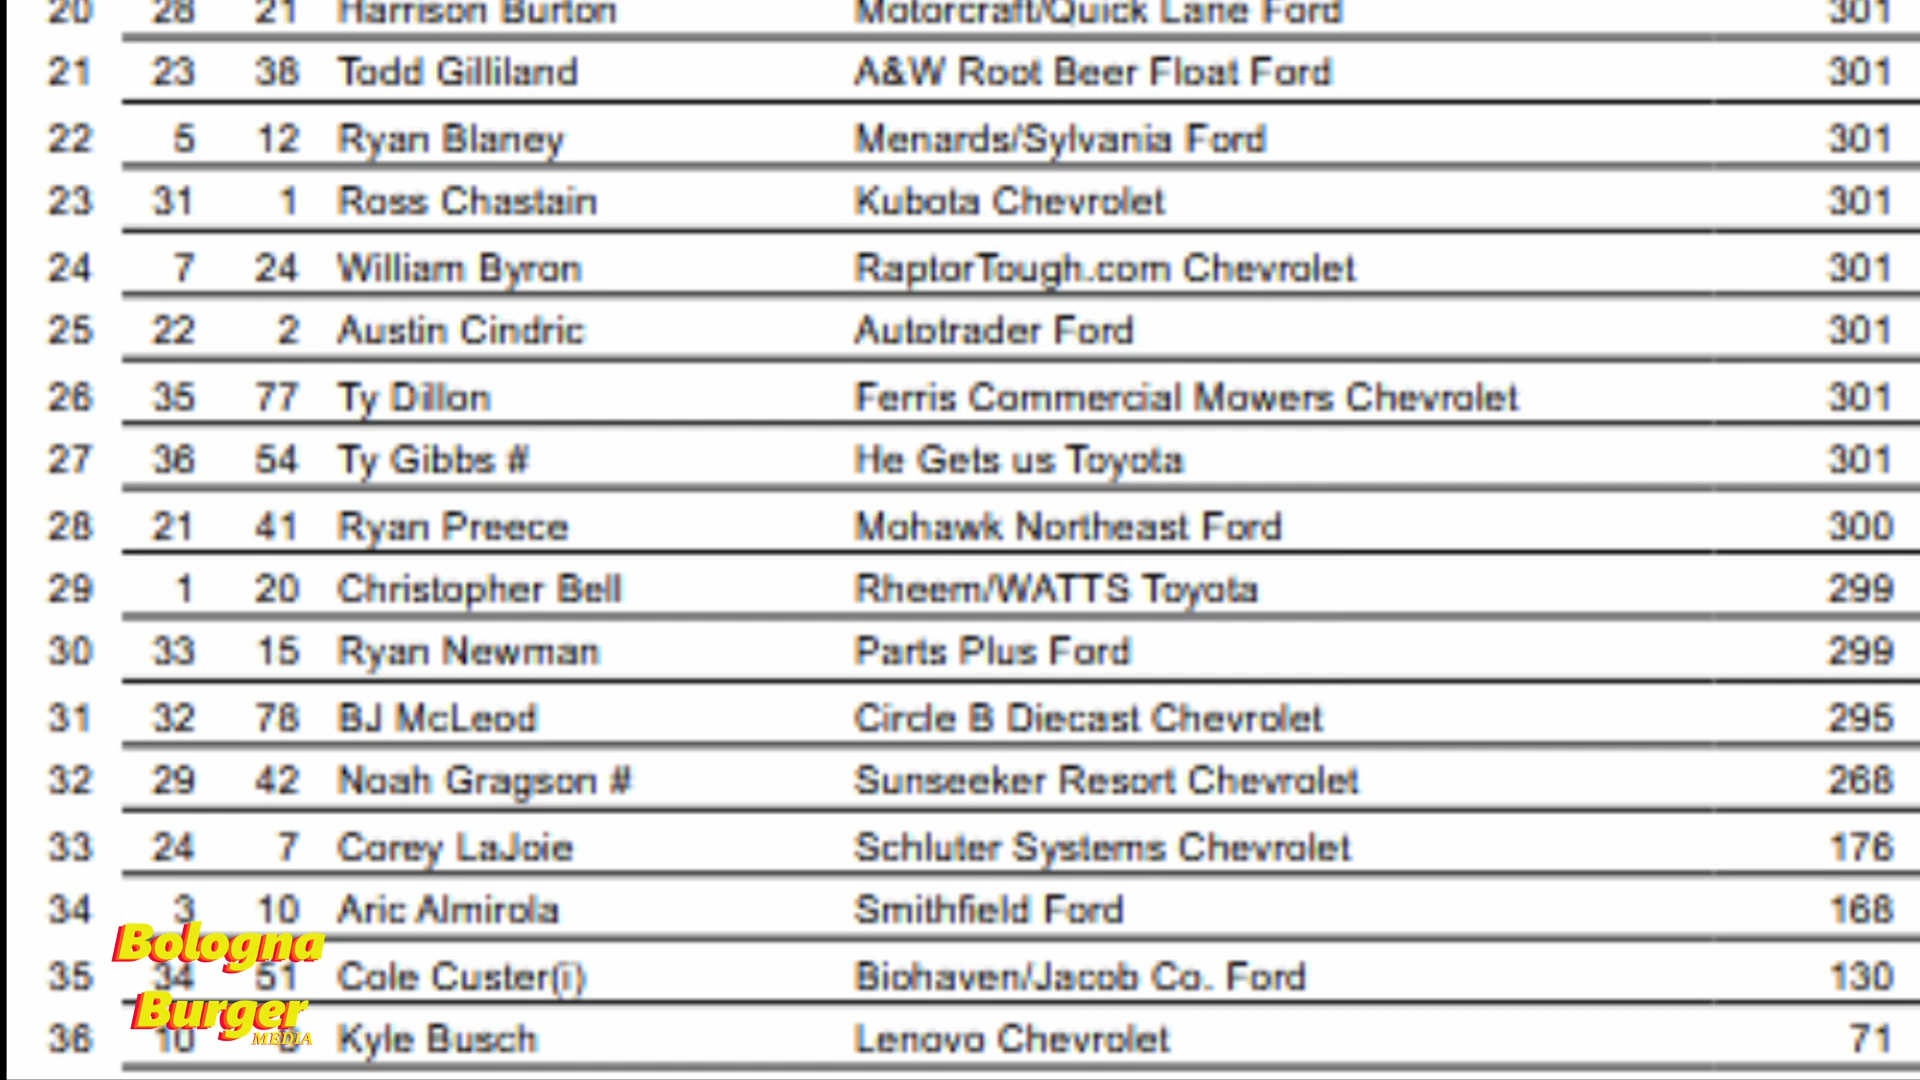 20 28 21 Harrison Burton Motorcraft/Quick Lane Ford 301
21 23 38 Todd Gilliland A&W Root Beer Float Ford 301
22 5 12 Ryan Blaney Menards/Sylvania Ford 301
23 31 1 Ross Chastain Kubota Chevrolet 301
24 7 24 William Byron RaptorTough.com Chevrolet 301
25 22 2 Austin Cindric Autotrader Ford 301
26 35 77 Ty Dillon Ferris Commercial Mowers Chevrolet 301
27 36 54 Ty Gibbs # He Gets us Toyota 301
28 21 41 Ryan Preece Mohawk Northeast Ford 300
29 1 20 Christopher Bell Rheem/WATTS Toyota 299
30 33 15 Ryan Newman Parts Plus Ford 299
31 32 78 BJ McLeod Circle B Diecast Chevrolet 295
32 29 42 Noah Gragson # Sunseeker Resort Chevrolet 268
33 24 7 Corey LaJoie Schluter Systems Chevrolet 176
34 3 10 Aric Almirola Smithfield Ford 168
Bologna
35 34 51 Cole Custer(i) Biohaven/Jacob Co. Ford 130
Burger
36 10 Kyle Busch Lenovo Chevrolet 71
MEDIA